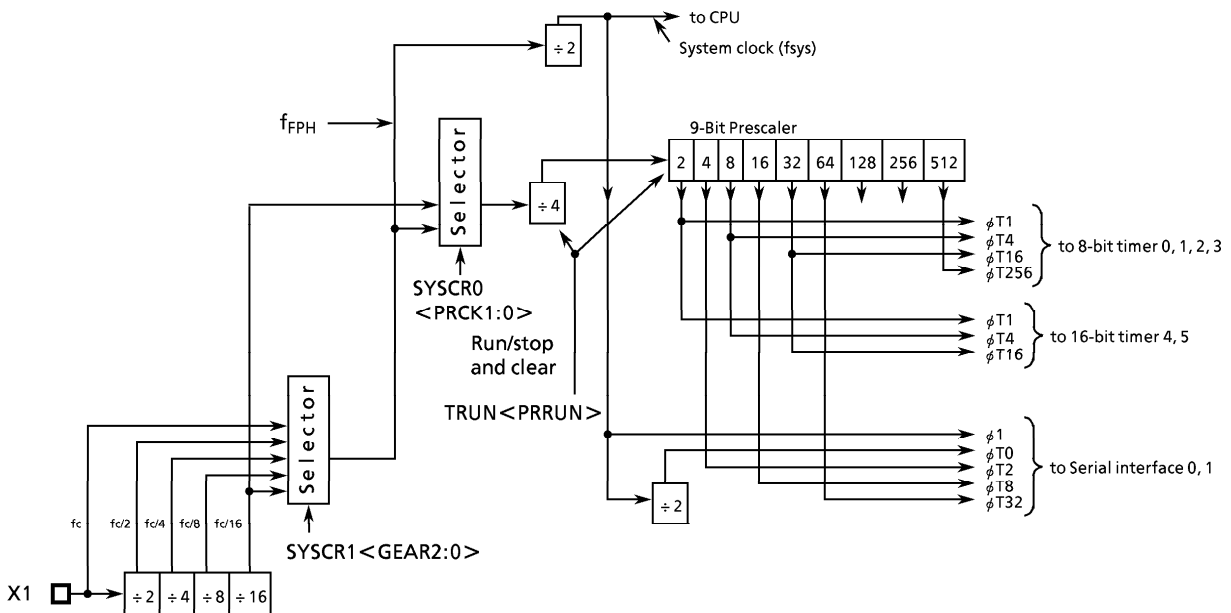 ÷2
to CPU
System clock (fsys)
fFPH
Selector
9-Bit Prescaler
2 4 8 16 32 64 128 256 512
÷4
SYSCR0
<PRCK1:0>
Run/stop
and clear
TRUN<PRRUN>
ϕT1
ϕT4
ϕT16
ϕT256
to 8-bit timer 0, 1, 2, 3
ϕT1
ϕT4
ϕT16
to 16-bit timer 4, 5
ϕ1
ϕT0
ϕT2
ϕT8
ϕT32
to Serial interface 0, 1
÷2
Selector
fc fc/2 fc/4 fc/8 fc/16
SYSCR1<GEAR2:0>
X1
÷2 ÷4 ÷8 ÷16